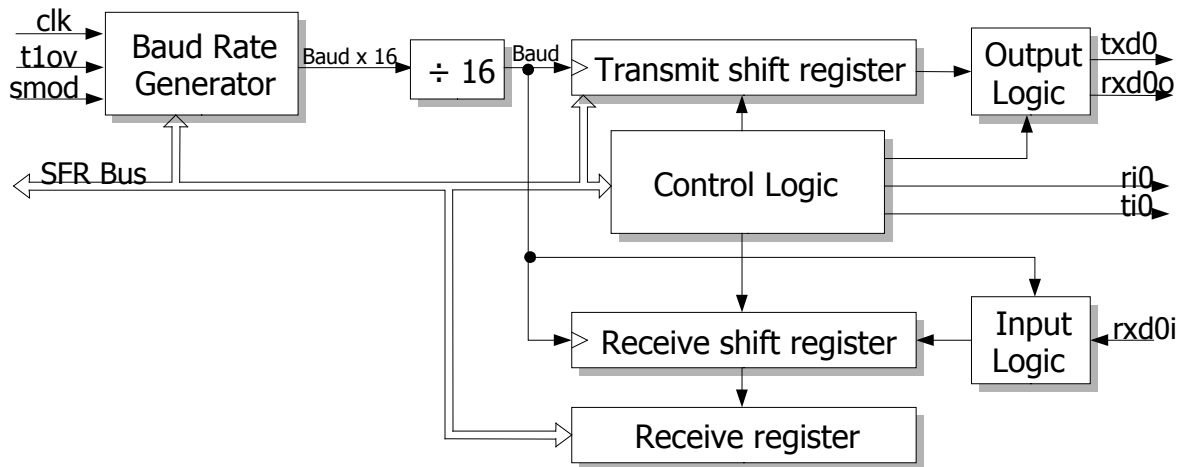 clk
t1ov
smod
Baud Rate
Generator
Baud x 16
÷ 16
Baud
Transmit shift register
Output
Logic
txd0
rxd0o
SFR Bus
Control Logic
ri0
ti0
Receive shift register
Input
Logic
rxd0i
Receive register